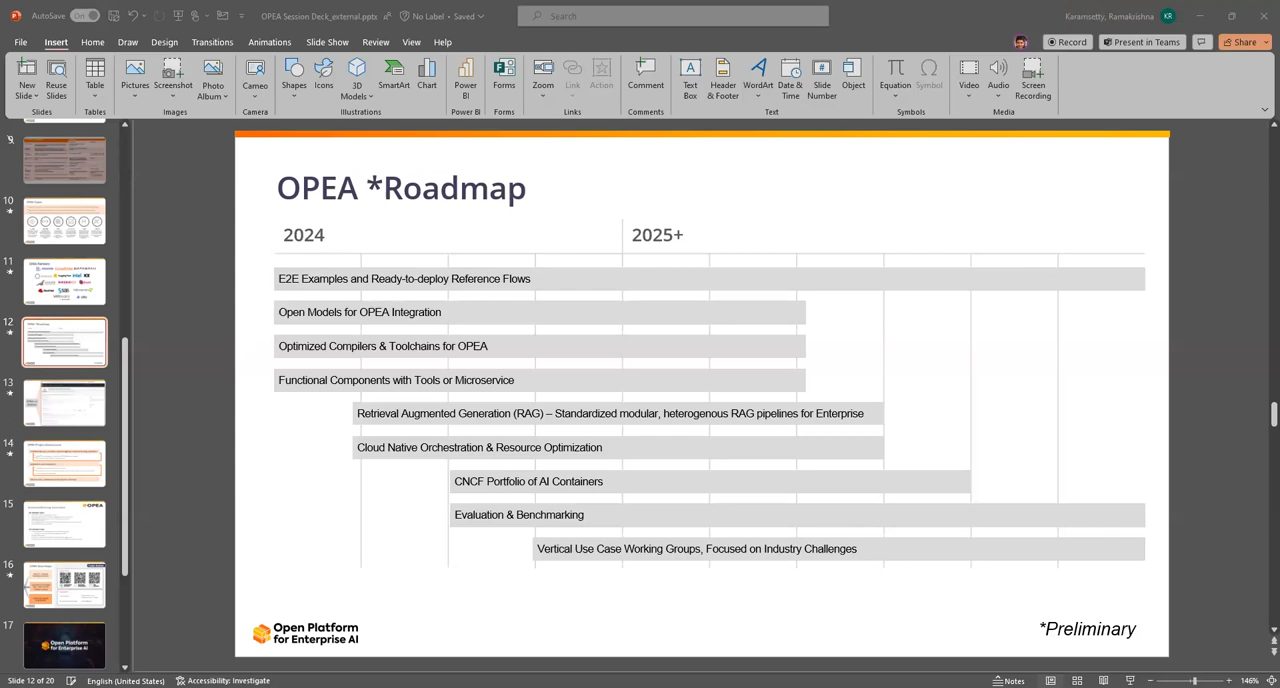 AutoSave
On
OPEA Session Deck_external.pptx
No Label • Saved
Search
Karamsetty, Ramakrishna
KR
File
Insert
Home
Draw
Design
Transitions
Animations
Slide Show
Review
View
Help
Record
Present in Teams
Share
New Slide
Reuse Slides
Table
Pictures
Screenshot
Photo Album
Cameo
Shapes
Icons
3D Models
SmartArt
Chart
Power BI
Forms
Zoom
Link
Action
Comment
Text Box
Header & Footer
WordArt
Date & Time
Slide Number
Object
Equation
Symbol
Video
Audio
Screen Recording
Slides
Tables
Images
Camera
Illustrations
Power BI
Forms
Links
Comments
Text
Symbols
Media
9
10
11
12
13
14
15
16
17
OPEA *Roadmap
2024
2025+
E2E Examples and Ready-to-deploy Reference Flows
Open Models for OPEA Integration
Optimized Compilers & Toolchains for OPEA
Functional Components with Tools or Microservice
Retrieval Augmented Generation (RAG) – Standardized modular, heterogenous RAG pipelines for Enterprise
Cloud Native Orchestration & Resource Optimization
CNCF Portfolio of AI Containers
Evaluation & Benchmarking
Vertical Use Case Working Groups, Focused on Industry Challenges
Open Platform
for Enterprise AI
*Preliminary
Open Platform
for Enterprise AI
Slide 12 of 20
English (United States)
Accessibility: Investigate
Notes
146%